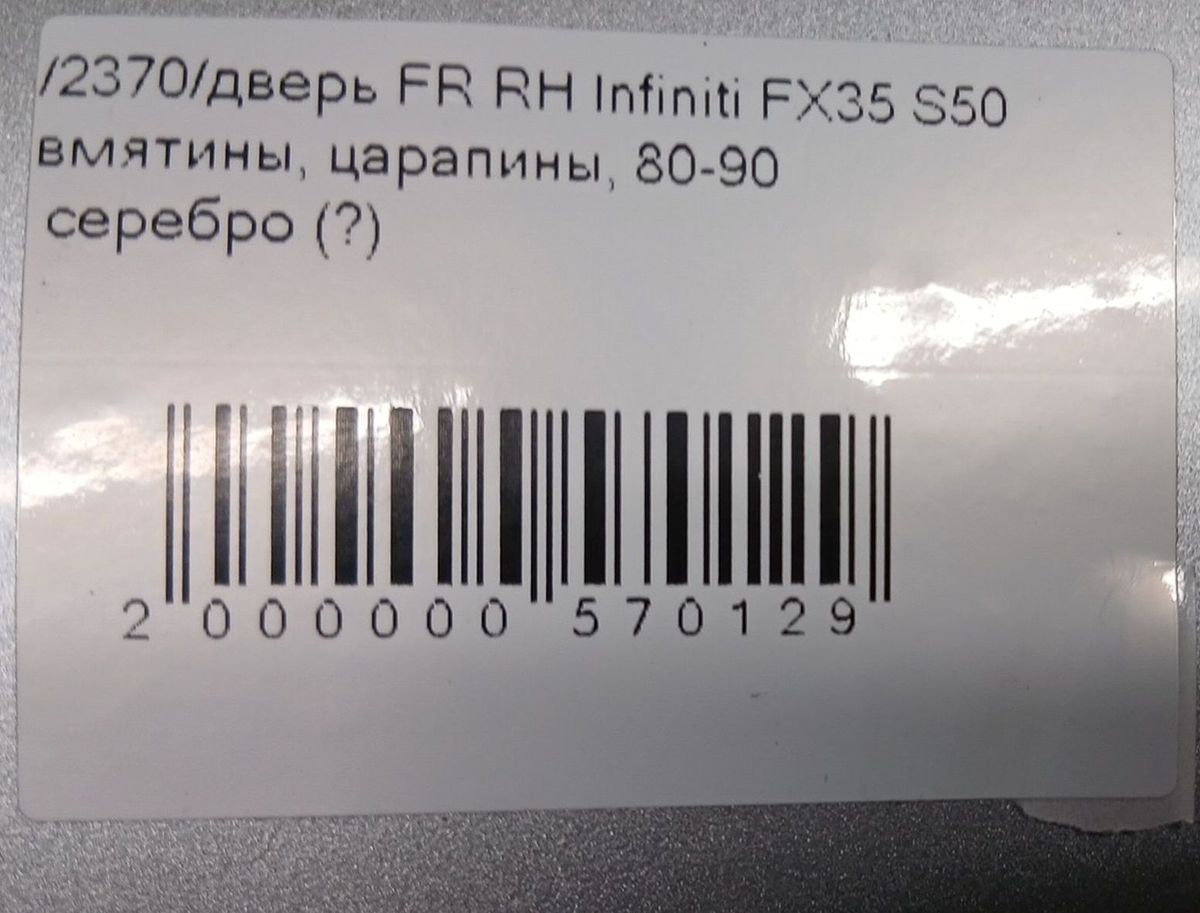 /2370/дверь FR RH Infiniti FX35 S50
вмятины, царапины, 80-90
серебро (?)
2 000000 570129